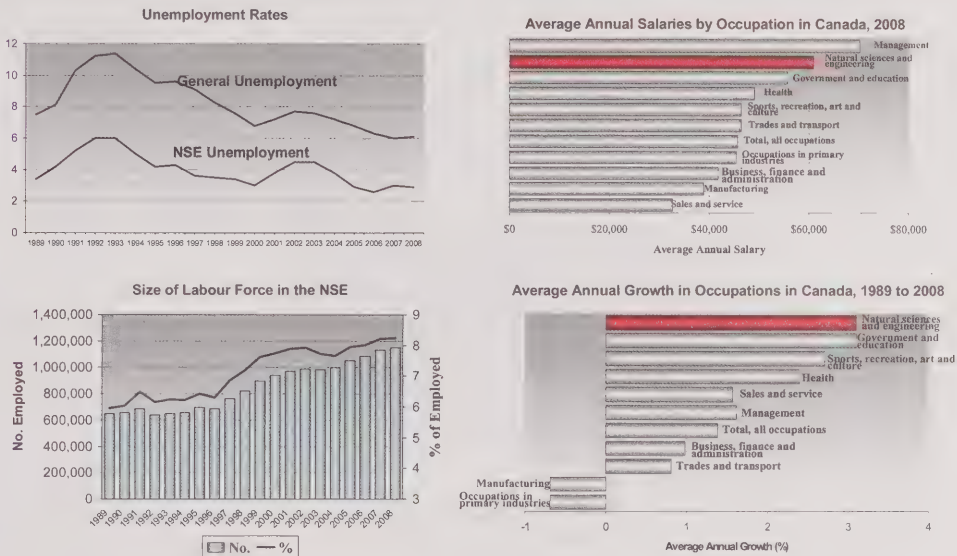 Unemployment Rates
12
10
8
6
4
2
0
General Unemployment
NSE Unemployment
1989 1990 1991 1992 1993 1994 1995 1996 1997 1998 1999 2000 2001 2002 2003 2004 2005 2006 2007 2008
Average Annual Salaries by Occupation in Canada, 2008
Management
Natural sciences and
engineering
Government and education
Health
Sports, recreation, art and
culture
Trades and transport
Total, all occupations
Occupations in primary
industries
Business, finance and
administration
Manufacturing
Sales and service
$0 $20,000 $40,000 $60,000 $80,000
Average Annual Salary
Size of Labour Force in the NSE
No. Employed
1,400,000
1,200,000
1,000,000
800,000
600,000
400,000
200,000
0
9
8
7
6
5
4
3
% of Employed
1989 1990 1991 1992 1993 1994 1995 1996 1997 1998 1999 2000 2001 2002 2003 2004 2005 2006 2007 2008
No. %
Average Annual Growth in Occupations in Canada, 1989 to 2008
Natural sciences
and engineering
Government and
education
Sports, recreation, art and
culture
Health
Sales and service
Management
Total, all occupations
Business, finance and
administration
Trades and transport
Manufacturing
Occupations in
primary industries
-1 0 1 2 3 4
Average Annual Growth (%)